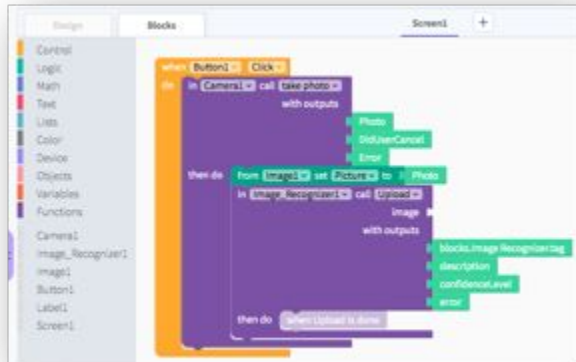 Design Blocks Screen1 +
Control
Logic
Math
Text
Lists
Color
Device
Objects
Variables
Functions
Camera1
Image_Recognizer1
Image1
Button1
Label1
Screen1
when Button1 Click
do in Camera1 call take photo
with outputs
Photo
DidUserCancel
Error
then do from Image1 set Picture to Photo
in Image_Recognizer1 call Upload
image
with outputs
blocks.Image Recognizer.tag
description
confidenceLevel
error
then do when Upload is done